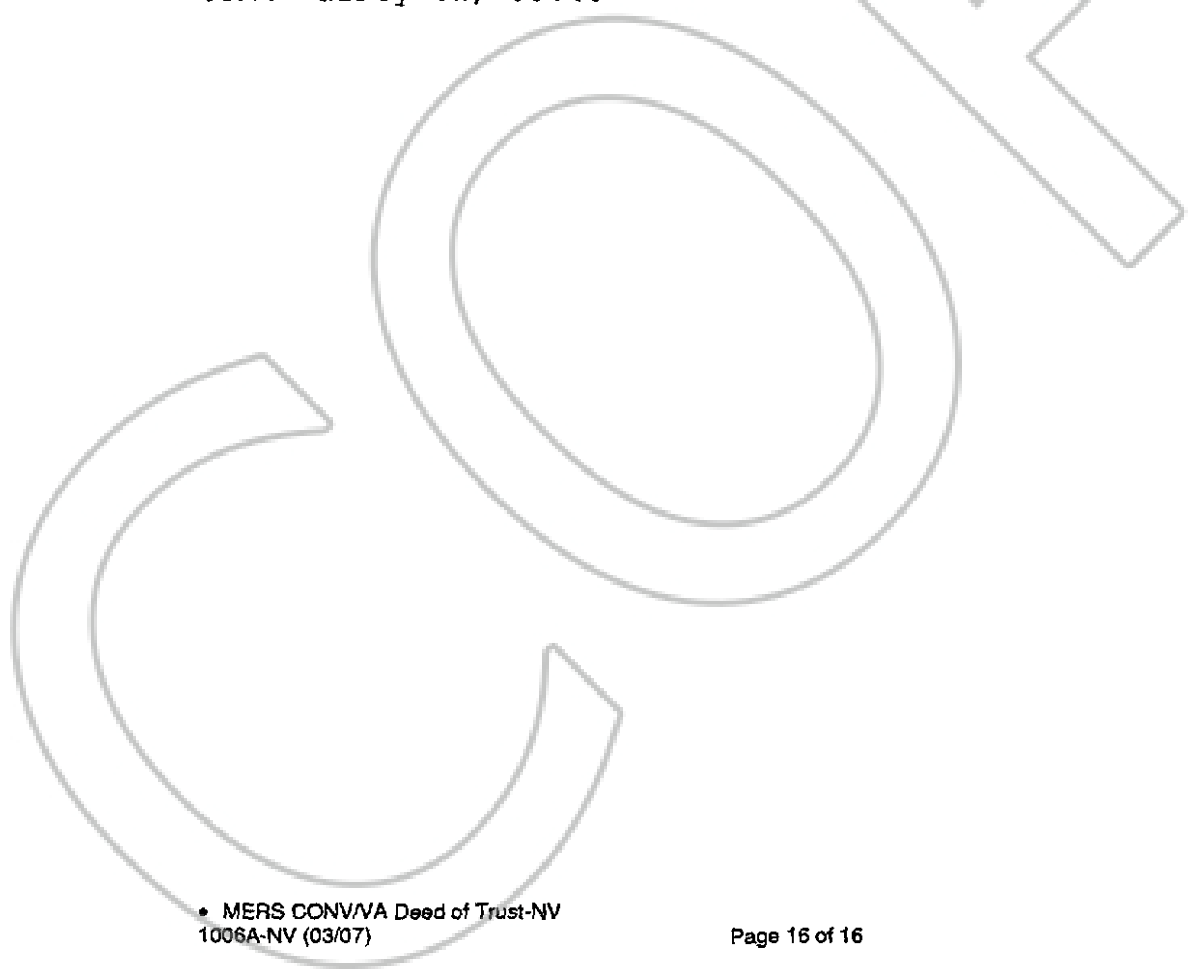 • MERS CONV/VA Deed of Trust-NV
1006A-NV (03/07)
Page 16 of 16